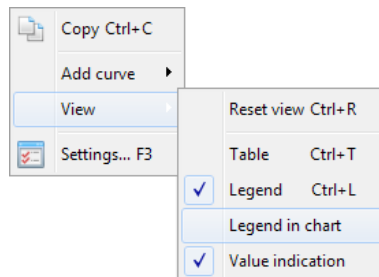 Copy Ctrl+C
Add curve
View
Settings... F3
Reset view Ctrl+R
Table Ctrl+T
Legend Ctrl+L
Legend in chart
Value indication